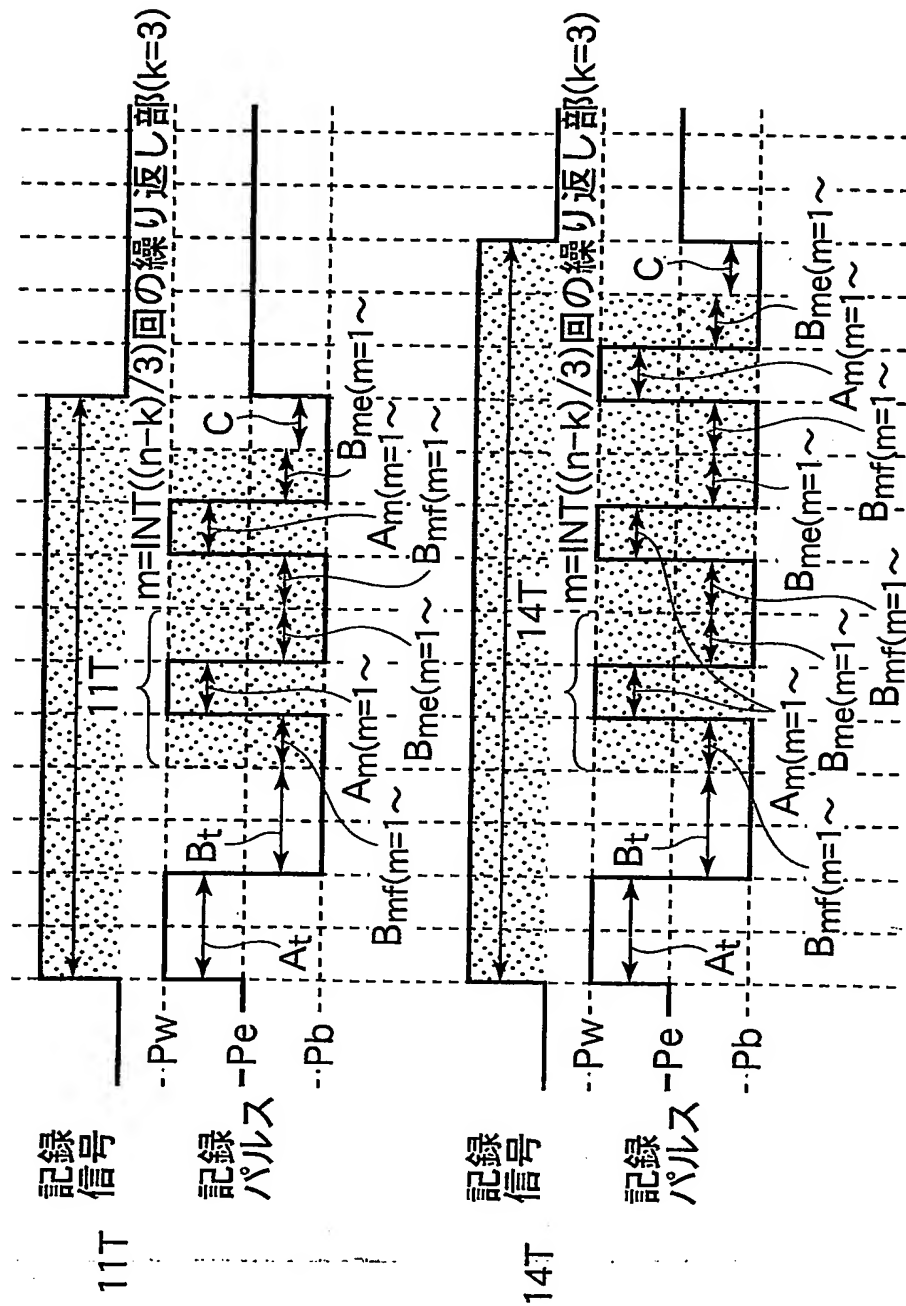 11T
記録
信号
11T
記録
パルス
--Pw
--Pe
--Pb
m=INT((n-k)/3)回の繰り返し部(k=3)
At
Bt
C
Bmf(m=1~
Am(m=1~
Bme(m=1~
Bmf(m=1~
Am(m=1~
Bme(m=1~
14T
記録
信号
14T
記録
パルス
--Pw
--Pe
--Pb
m=INT((n-k)/3)回の繰り返し部(k=3)
At
Bt
C
Bmf(m=1~
Am(m=1~
Bme(m=1~
Bmf(m=1~
Bme(m=1~
Bmf(m=1~
Am(m=1~
Bme(m=1~